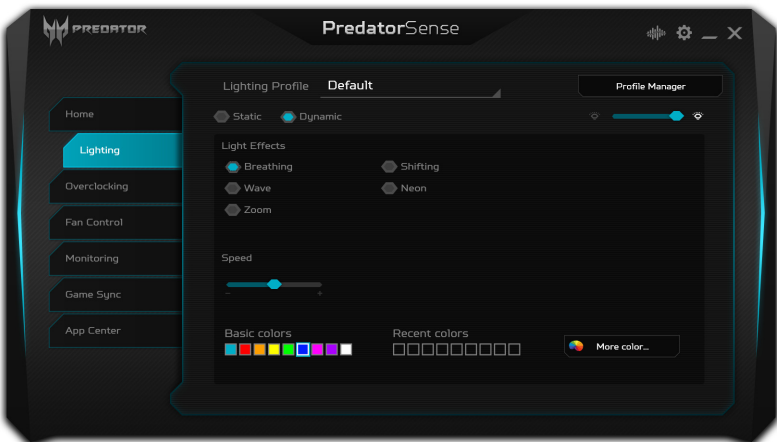 PREDATOR
PredatorSense
Lighting Profile Default
Profile Manager
Home
Static Dynamic
Lighting
Light Effects
Breathing Shifting
Overclocking
Wave Neon
Zoom
Fan Control
Monitoring
Speed
Game Sync
- +
App Center
Basic colors Recent colors
More color...